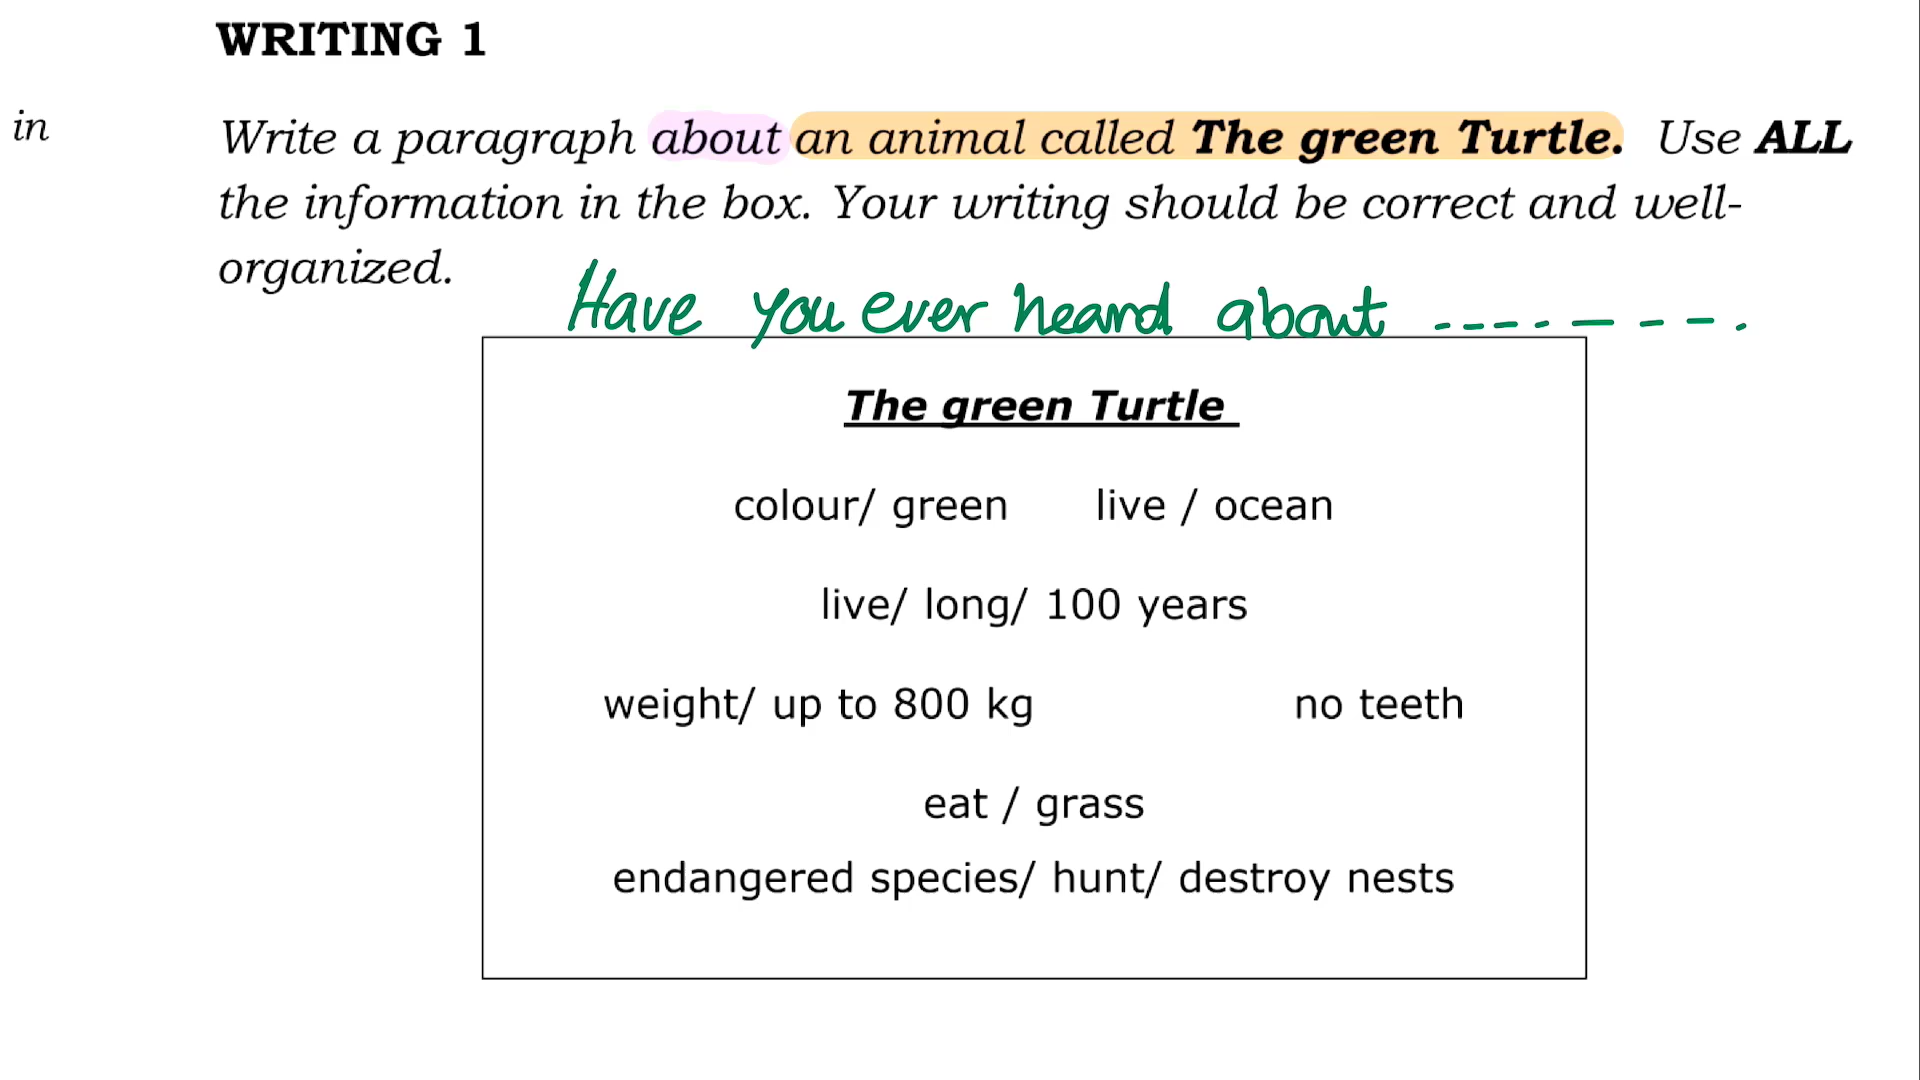 WRITING 1
in
Write a paragraph about an animal called The green Turtle. Use ALL
the information in the box. Your writing should be correct and well-
organized.
Have you ever heard about ---------.
The green Turtle
colour/ green live / ocean
live/ long/ 100 years
weight/ up to 800 kg no teeth
eat / grass
endangered species/ hunt/ destroy nests